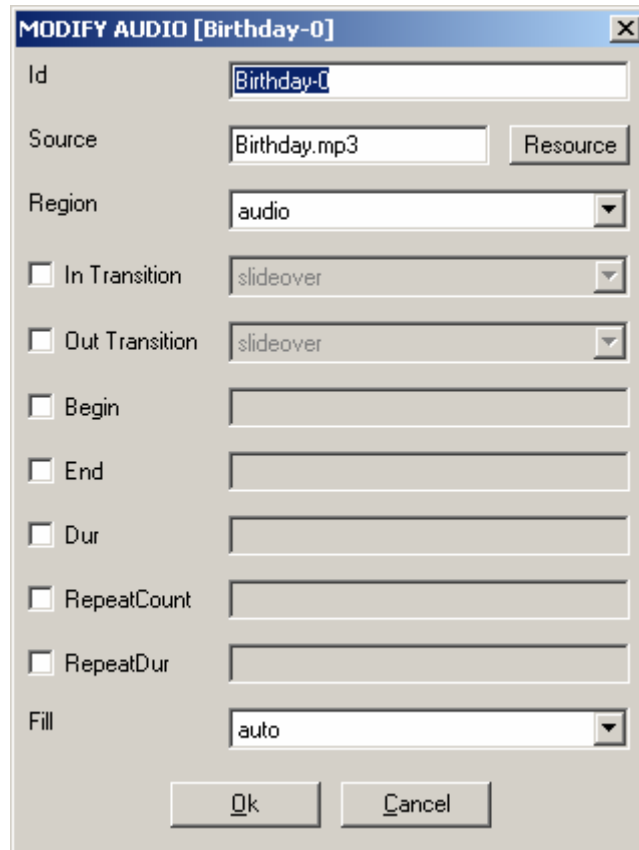 MODIFY AUDIO [Birthday-0]
Id Birthday-0
Source Birthday.mp3 Resource
Region audio
In Transition slideover
Out Transition slideover
Begin
End
Dur
RepeatCount
RepeatDur
Fill auto
Ok Cancel